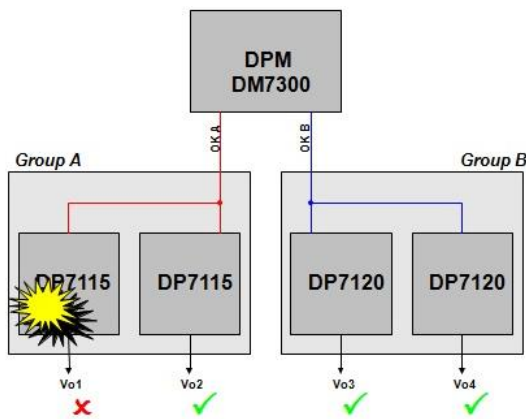 DPM
DM7300
OK A
OK B
Group A
Group B
DP7115
DP7115
DP7120
DP7120
Vo1
Vo2
Vo3
Vo4